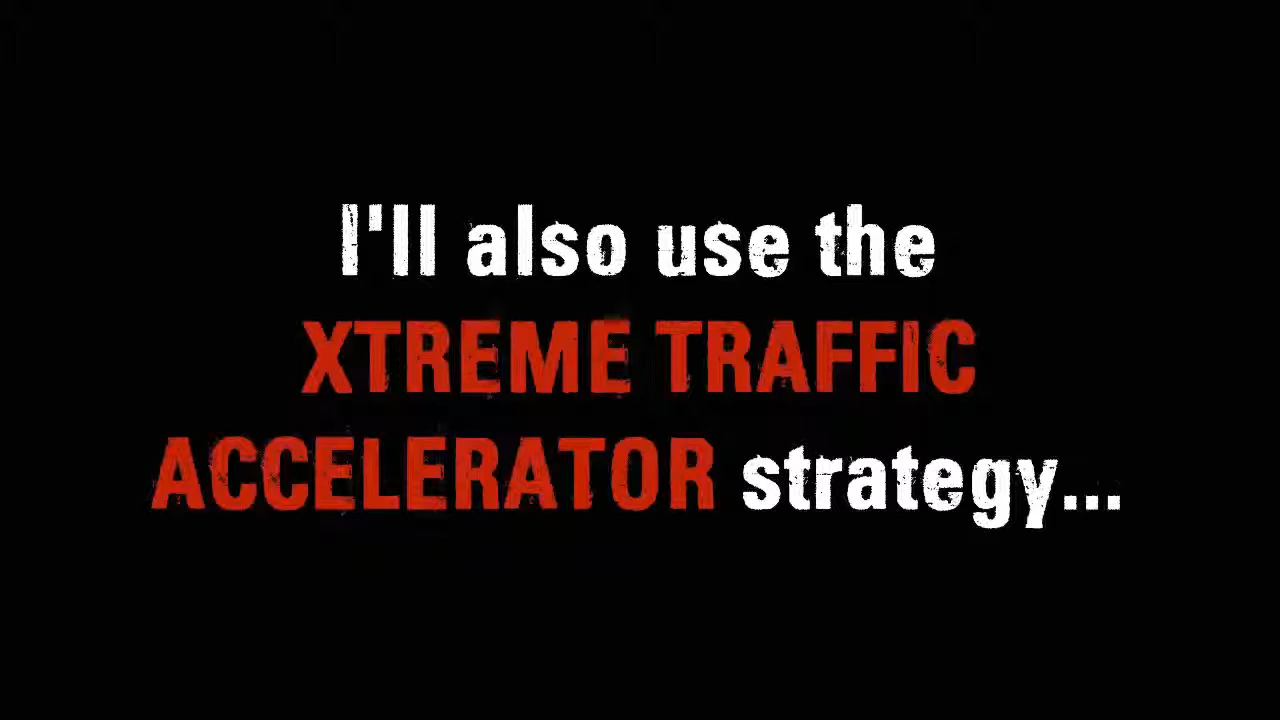 I'll also use the
XTREME TRAFFIC
ACCELERATOR strategy...